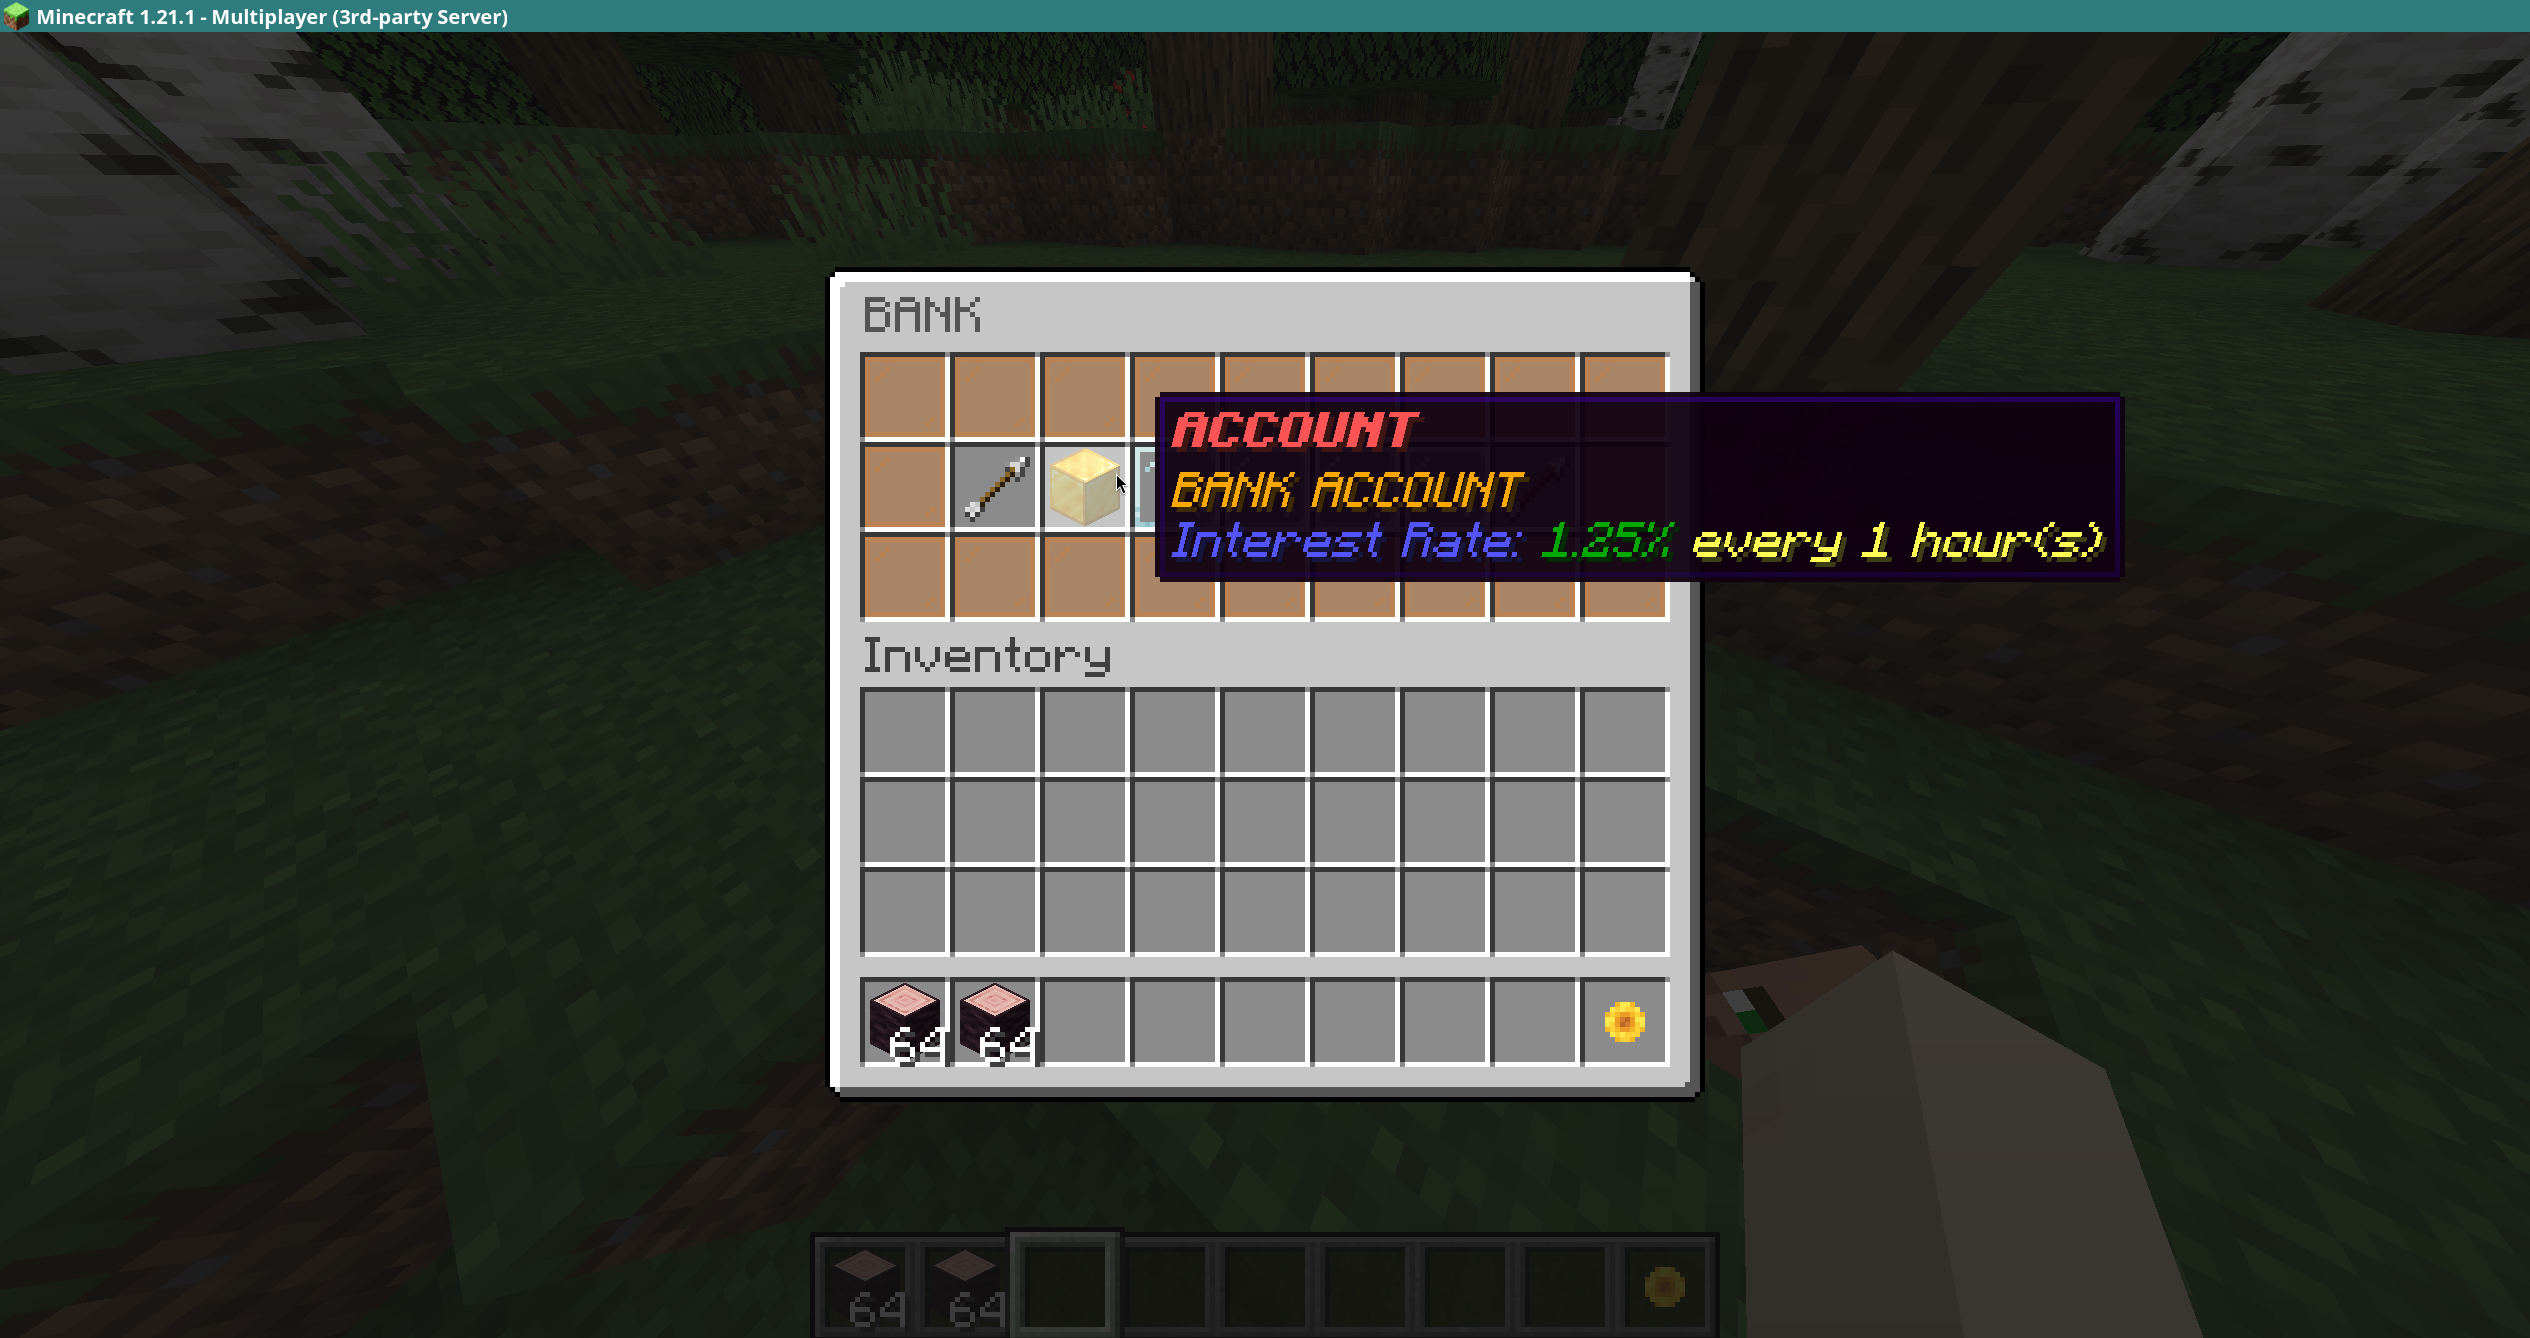 Minecraft 1.21.1 - Multiplayer (3rd-party Server)
BANK
ACCOUNT
BANK ACCOUNT
Interest Rate: 1.25% every 1 hour(s)
Inventory
64 64
64 64